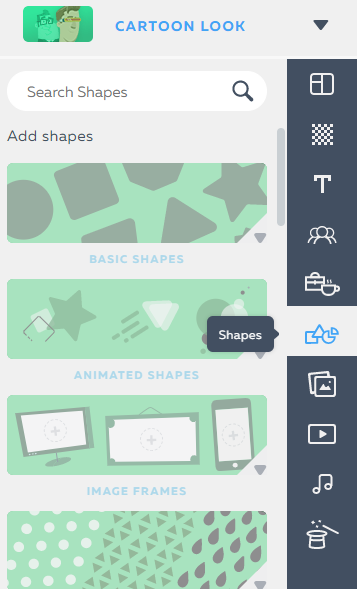 CARTOON LOOK
Search Shapes
Add shapes
BASIC SHAPES
ANIMATED SHAPES
Shapes
IMAGE FRAMES